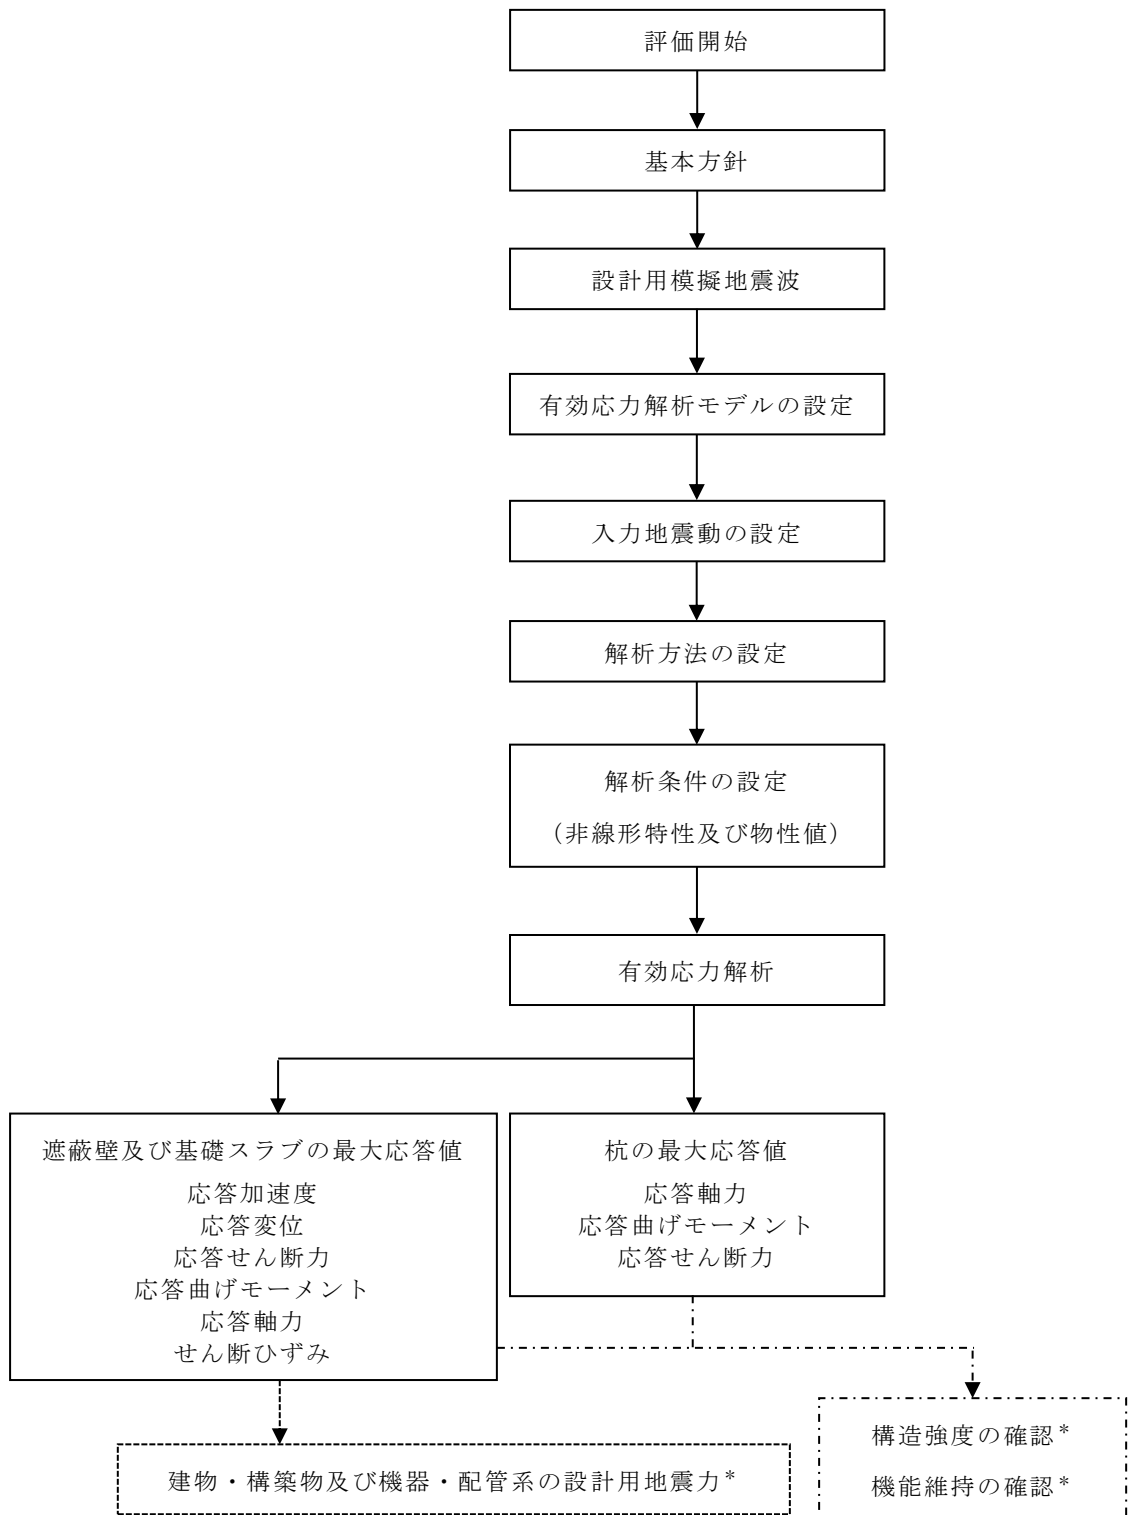 評価開始
基本方針
設計用模擬地震波
有効応力解析モデルの設定
入力地震動の設定
解析方法の設定
解析条件の設定
（非線形特性及び物性値）
有効応力解析
遮蔽壁及び基礎スラブの最大応答値
応答加速度
応答変位
応答せん断力
応答曲げモーメント
応答軸力
せん断ひずみ
杭の最大応答値
応答軸力
応答曲げモーメント
応答せん断力
建物・構築物及び機器・配管系の設計用地震力*
構造強度の確認*
機能維持の確認*